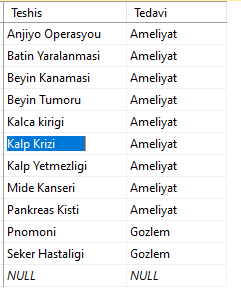 Teshis Tedavi
Anjiyo Operasyou Ameliyat
Batin Yaralanmasi Ameliyat
Beyin Kanamasi Ameliyat
Beyin Tumoru Ameliyat
Kalca kirigi Ameliyat
Kalp Krizi Ameliyat
Kalp Yetmezligi Ameliyat
Mide Kanseri Ameliyat
Pankreas Kisti Ameliyat
Pnomoni Gozlem
Seker Hastaligi Gozlem
NULL NULL